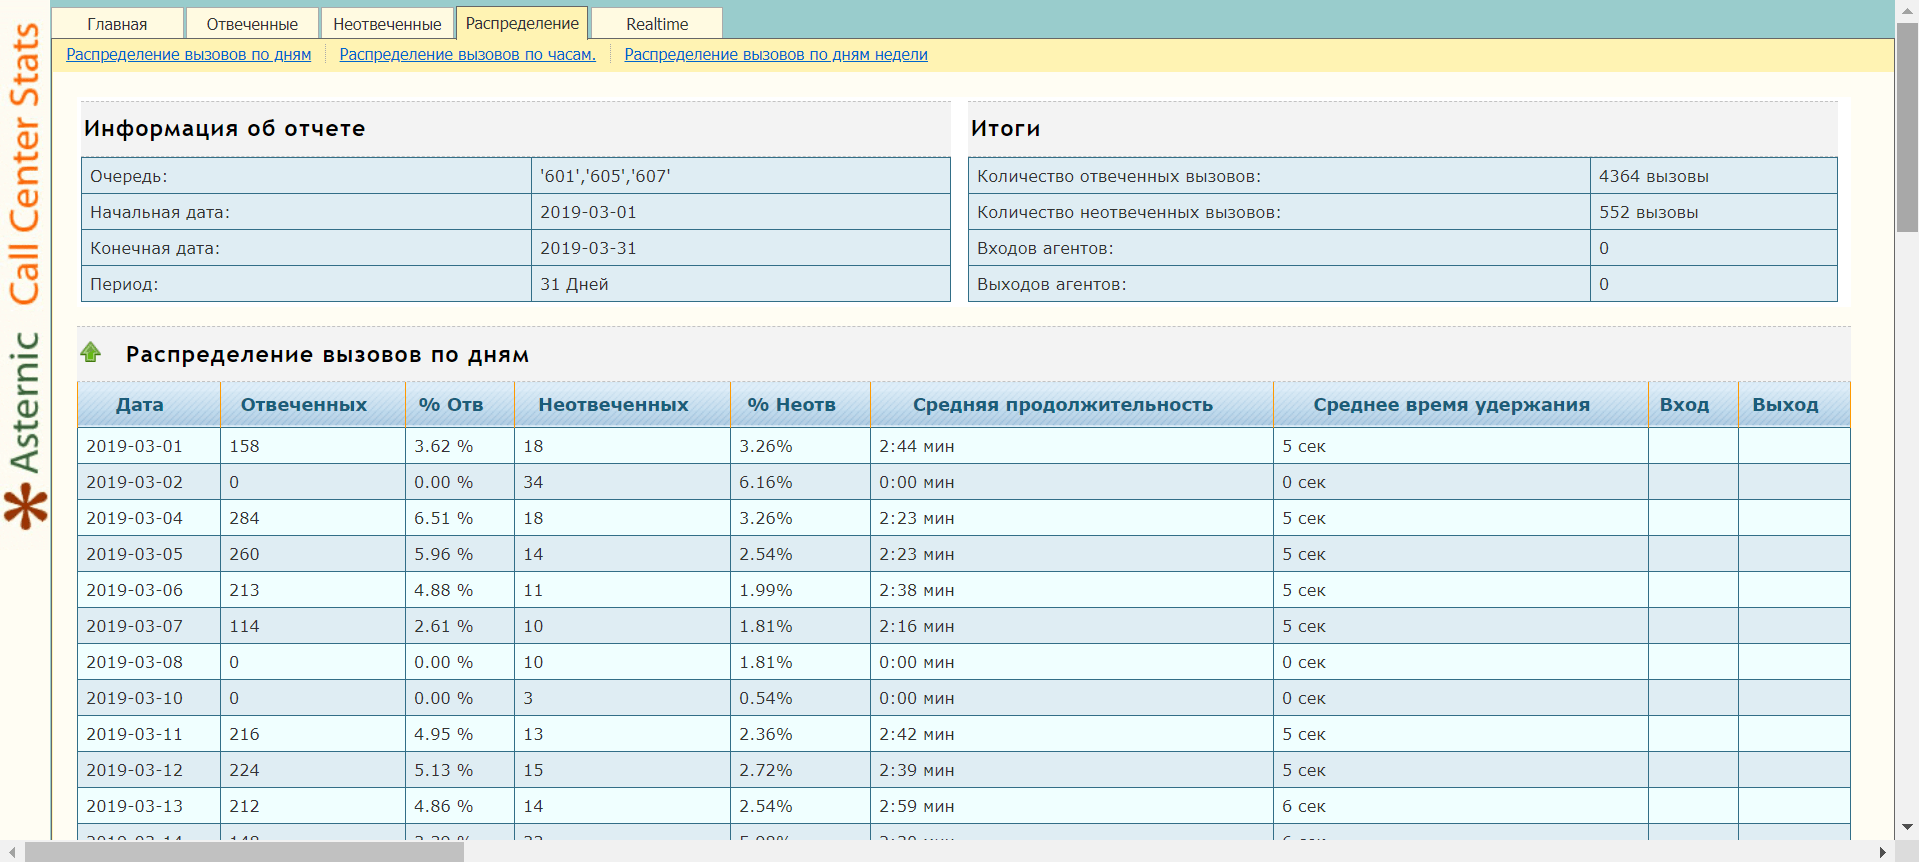 Главная Отвеченные Неотвеченные Распределение Realtime
Распределение вызовов по дням Распределение вызовов по часам. Распределение вызовов по дням недели
Asternic Call Center Stats
Информация об отчете
Очередь: '601','605','607'
Начальная дата: 2019-03-01
Конечная дата: 2019-03-31
Период: 31 Дней
Итоги
Количество отвеченных вызовов: 4364 вызовы
Количество неотвеченных вызовов: 552 вызовы
Входов агентов: 0
Выходов агентов: 0
Распределение вызовов по дням
Дата Отвеченных % Отв Неотвеченных % Неотв Средняя продолжительность Среднее время удержания Вход Выход
2019-03-01 158 3.62 % 18 3.26% 2:44 мин 5 сек
2019-03-02 0 0.00 % 34 6.16% 0:00 мин 0 сек
2019-03-04 284 6.51 % 18 3.26% 2:23 мин 5 сек
2019-03-05 260 5.96 % 14 2.54% 2:23 мин 5 сек
2019-03-06 213 4.88 % 11 1.99% 2:38 мин 5 сек
2019-03-07 114 2.61 % 10 1.81% 2:16 мин 5 сек
2019-03-08 0 0.00 % 10 1.81% 0:00 мин 0 сек
2019-03-10 0 0.00 % 3 0.54% 0:00 мин 0 сек
2019-03-11 216 4.95 % 13 2.36% 2:42 мин 5 сек
2019-03-12 224 5.13 % 15 2.72% 2:39 мин 5 сек
2019-03-13 212 4.86 % 14 2.54% 2:59 мин 6 сек